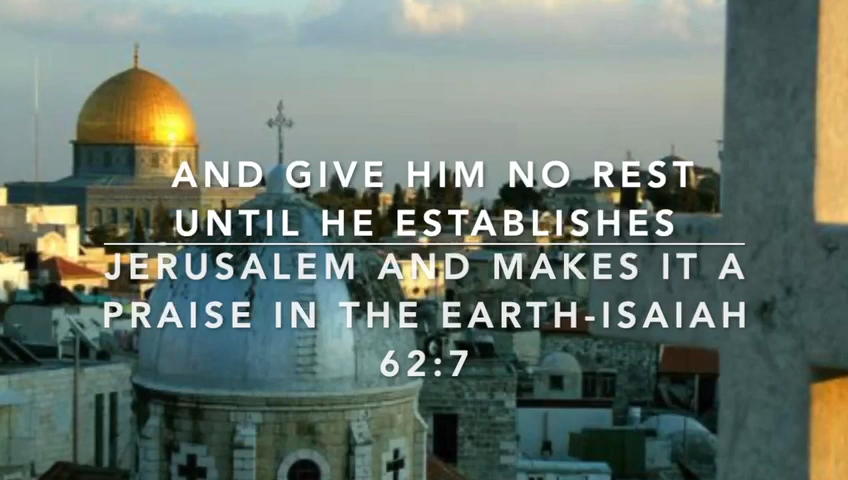 AND GIVE HIM NO REST
UNTIL HE ESTABLISHES
JERUSALEM AND MAKES IT A
PRAISE IN THE EARTH-ISAIAH
62:7